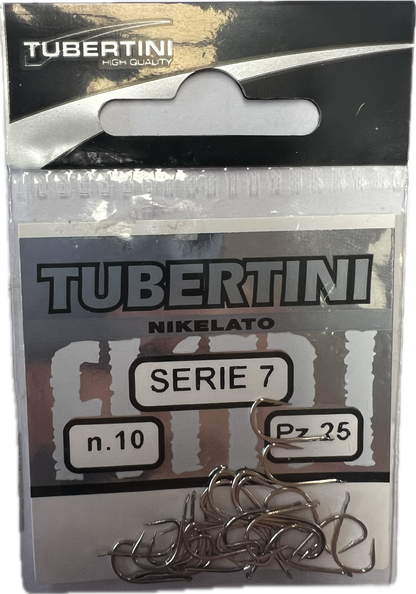 TUBERTINI
HIGH QUALITY
TUBERTINI
NIKELATO
SERIE 7
n.10
Pz.25